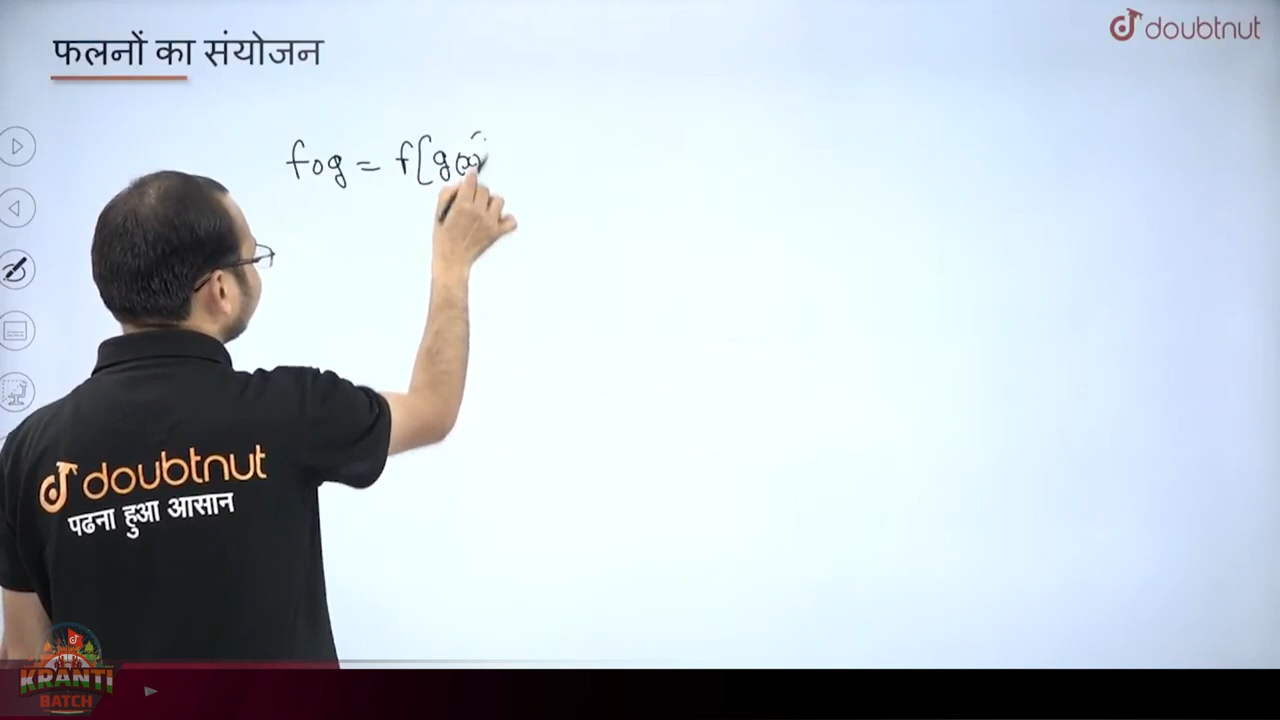 फलनों का संयोजन
doubtnut
fog = f[g(x)
doubtnut
पढना हुआ आसान
KRANTI
BATCH